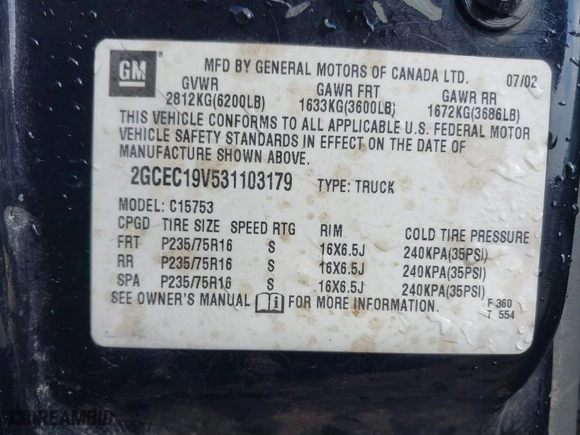 GM
MFD BY GENERAL MOTORS OF CANADA LTD. 07/02
GVWR GAWR FRT GAWR RR
2812KG(6200LB) 1633KG(3600LB) 1672KG(3686LB)
THIS VEHICLE CONFORMS TO ALL APPLICABLE U.S. FEDERAL MOTOR
VEHICLE SAFETY STANDARDS IN EFFECT ON THE DATE OF
MANUFACTURE SHOWN ABOVE.
2GCEC19V531103179 TYPE: TRUCK
MODEL: C15753
CPGD TIRE SIZE SPEED RTG RIM COLD TIRE PRESSURE
FRT P235/75R16 S 16X6.5J 240KPA(35PSI)
RR P235/75R16 S 16X6.5J 240KPA(35PSI)
SPA P235/75R16 S 16X6.5J 240KPA(35PSI)
SEE OWNER'S MANUAL FOR MORE INFORMATION.
F 360
T 554
DREAMBID